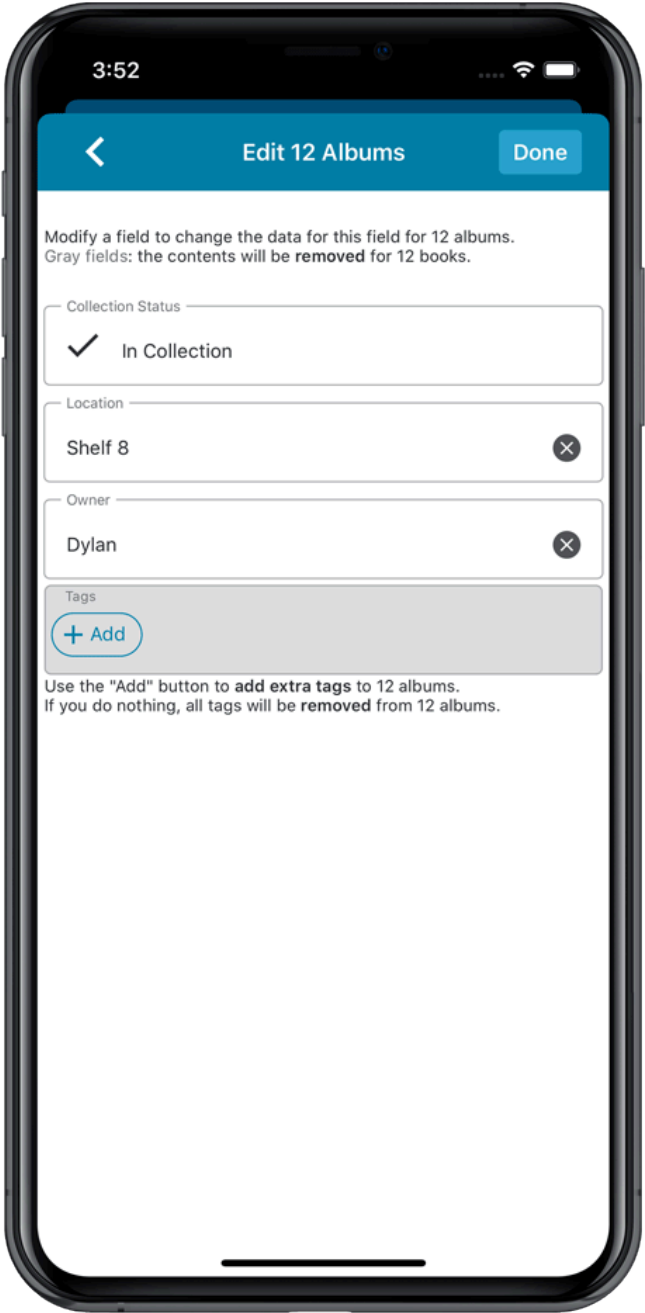 3:52
Edit 12 Albums
Done
Modify a field to change the data for this field for 12 albums.
Gray fields: the contents will be removed for 12 books.
Collection Status
In Collection
Location
Shelf 8
Owner
Dylan
Tags
+ Add
Use the "Add" button to add extra tags to 12 albums.
If you do nothing, all tags will be removed from 12 albums.